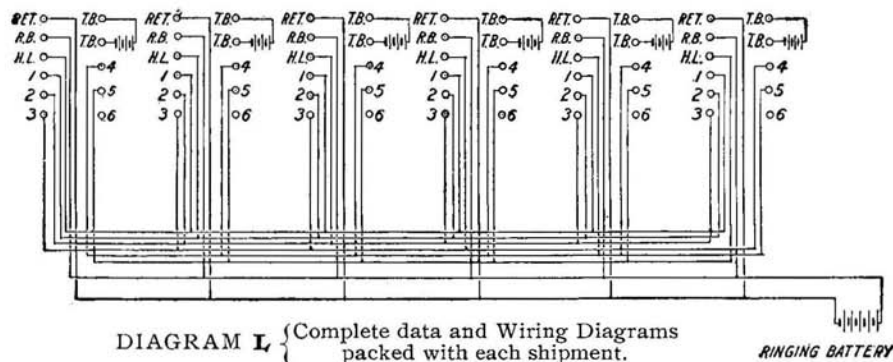 RET. T.B. RET. T.B. RET. T.B. RET. T.B. RET. T.B. RET. T.B.
R.B. T.B. R.B. T.B. R.B. T.B. R.B. T.B. R.B. T.B. R.B. T.B.
H.L. H.L. H.L. H.L. H.L. H.L.
1 4 1 4 1 4 1 4 1 4 1 4
2 5 2 5 2 5 2 5 2 5 2 5
3 6 3 6 3 6 3 6 3 6 3 6
DIAGRAM L { Complete data and Wiring Diagrams
packed with each shipment.
RINGING BATTERY